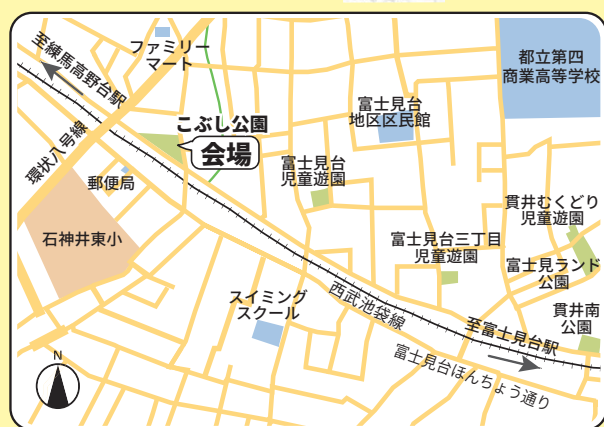 ファミリー
マート
至練馬高野台駅
都立第四
商業高等学校
富士見台
地区区民館
こぶし公園
会場
環状八号線
富士見台
児童遊園
郵便局
貫井むくどり
児童遊園
石神井東小
富士見台三丁目
児童遊園
富士見ランド
公園
スイミング
スクール
西武池袋線
貫井南
公園
至富士見台駅
富士見台ほんちょう通り
N